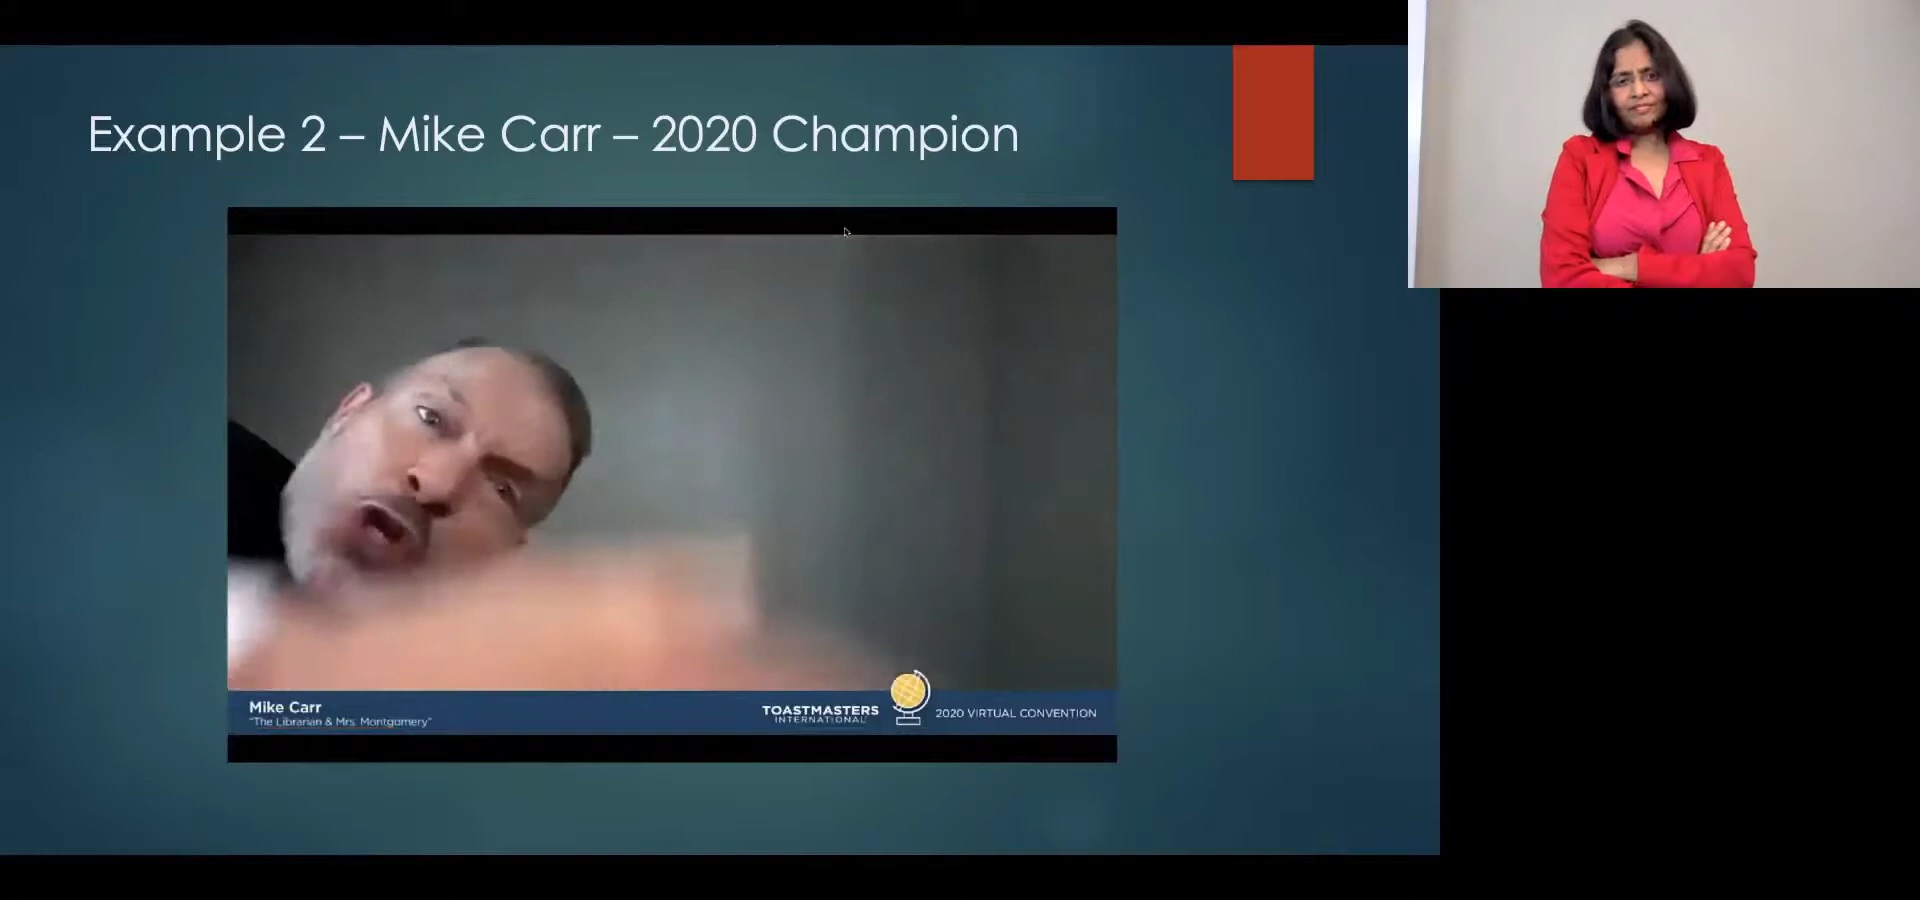 Example 2 – Mike Carr – 2020 Champion
Mike Carr
"The Librarian & Mrs. Montgomery"
TOASTMASTERS
INTERNATIONAL
2020 VIRTUAL CONVENTION